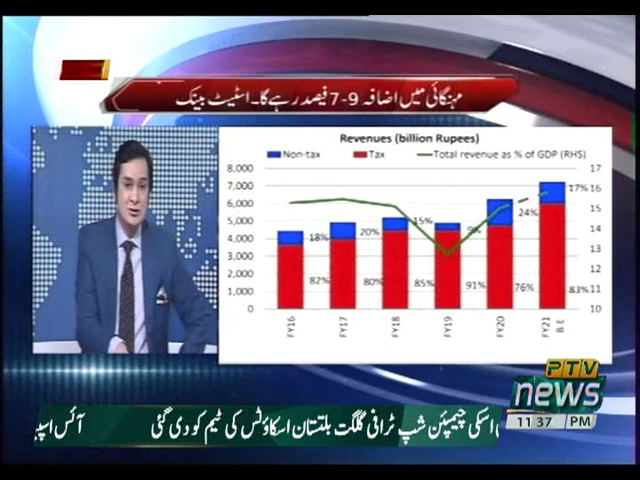 مہنگائی میں اضافہ 9-7 فیصد رہے گا۔ اسٹیٹ بینک
Revenues (billion Rupees)
Non-tax Tax Total revenue as % of GDP (RHS)
8,000 17
7,000 16
6,000 15
5,000 14
4,000 13
3,000
2,000 12
1,000 11
0 10
18% 20% 15% 9% 24% 17%
82% 80% 85% 91% 76% 83%
FY16 FY17 FY18 FY19 FY20 FY21 B.E
PTV
news
11:37 PM
اسکی چیمپئن شپ ٹرافی گلگت بلتستان اسکاؤٹس کی ٹیم کو دی گئی
آئس